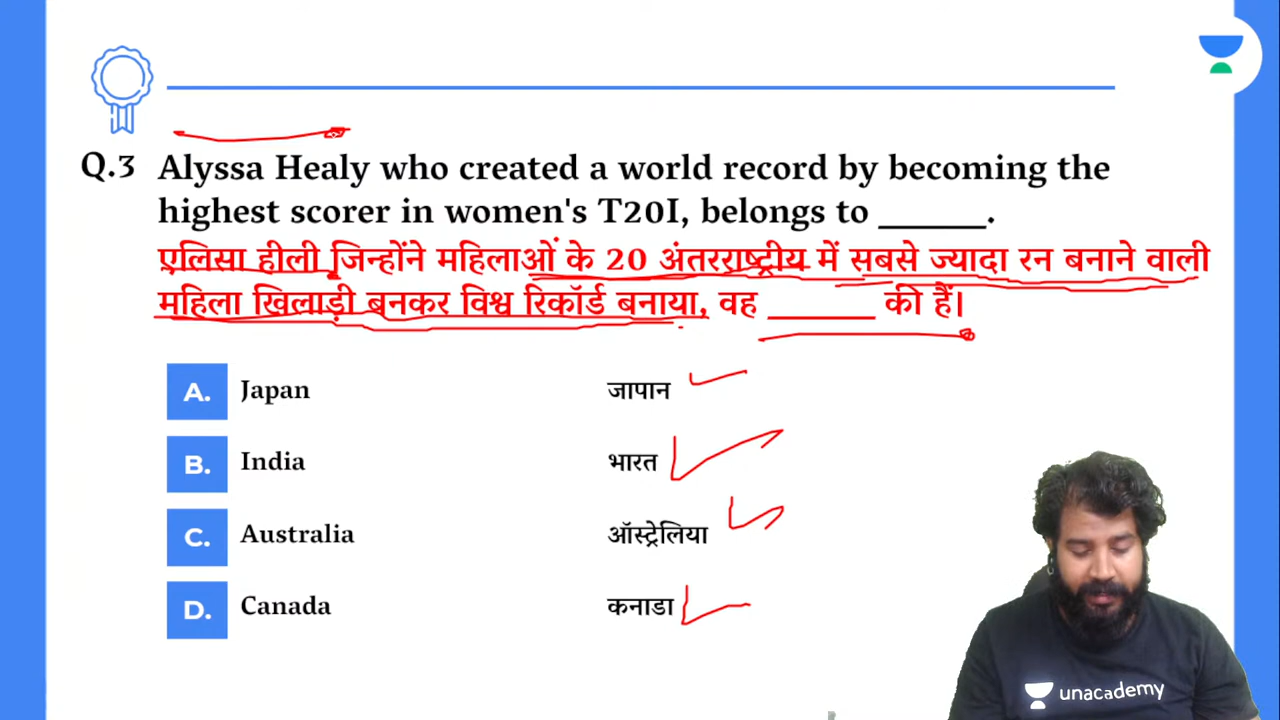 Q.3 Alyssa Healy who created a world record by becoming the
highest scorer in women's T20I, belongs to ______.
एलिसा हीली जिन्होंने महिलाओं के 20 अंतरराष्ट्रीय में सबसे ज्यादा रन बनाने वाली
महिला खिलाड़ी बनकर विश्व रिकॉर्ड बनाया, वह ______ की हैं।
A. Japan जापान
B. India भारत
C. Australia ऑस्ट्रेलिया
D. Canada कनाडा
unacademy